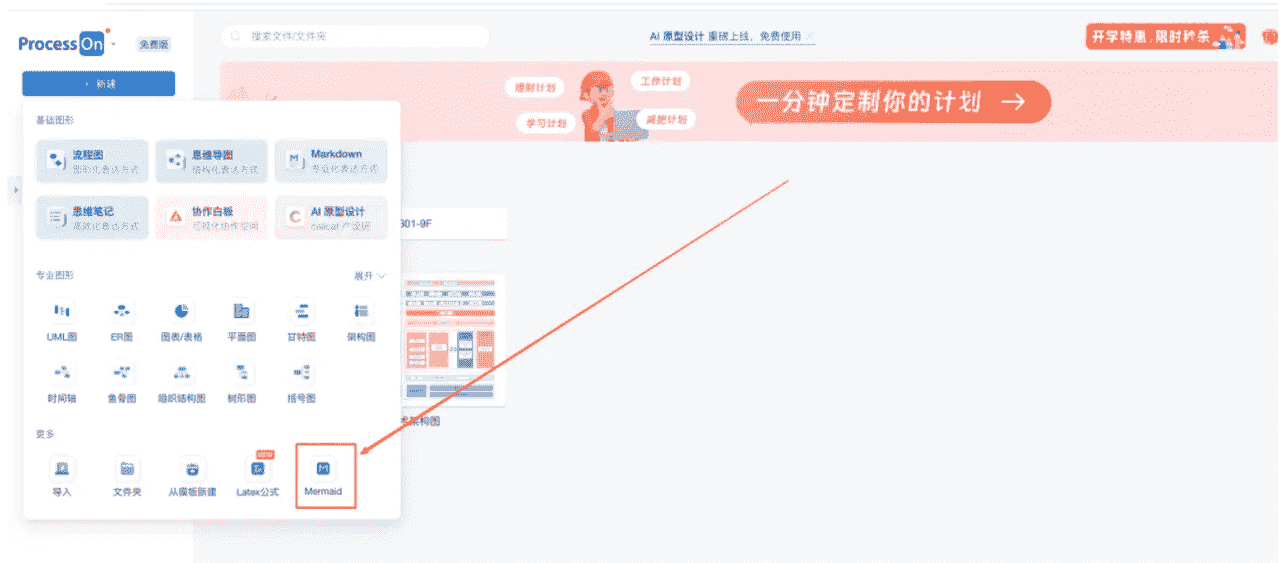 ProcessOn
免费版
搜索文件/文件夹
AI 原型设计 重磅上线，免费使用
开学特惠，限时秒杀
新建
理财计划
工作计划
学习计划
减肥计划
一分钟定制你的计划
基础图形
流程图
思维导图
Markdown
图形化表达方式
结构化表达方式
专业化表达方式
思维笔记
协作白板
AI 原型设计
高效化表达方式
可视化协作空间
301-9F
专业图形
展开
UML图
ER图
图表/表格
平面图
甘特图
架构图
时间轴
鱼骨图
组织结构图
树形图
括号图
术架构图
更多
NEW
导入
文件夹
从模板新建
Latex公式
Mermaid